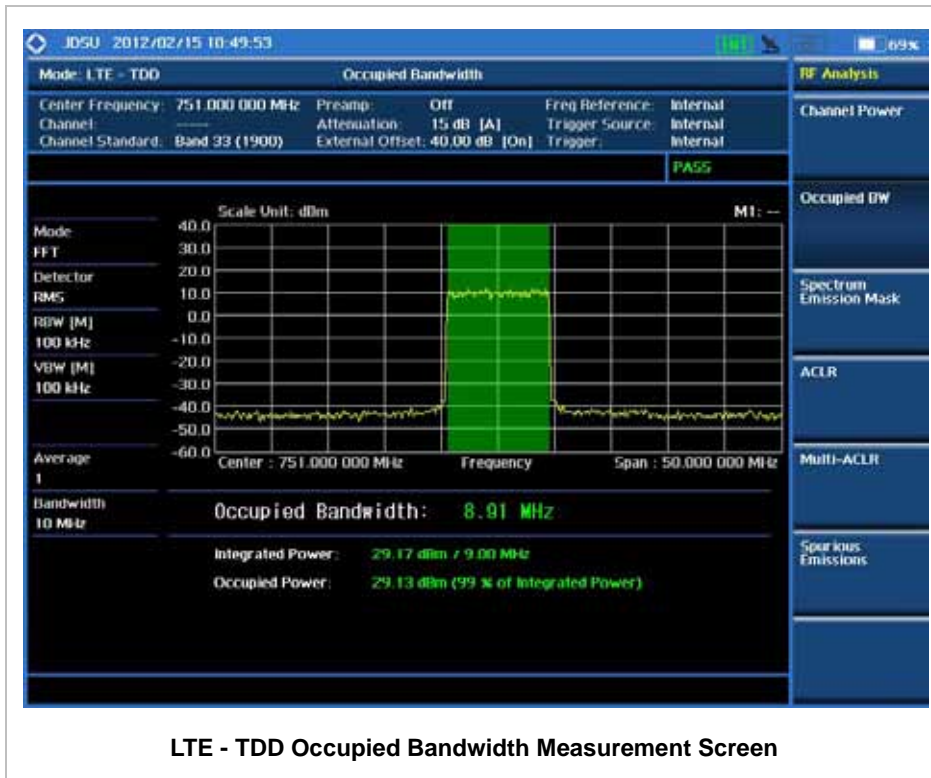 JDSU 2012/02/15 10:49:53
69%
Mode: LTE - TDD Occupied Bandwidth
RF Analysis
Center Frequency: 751.000 000 MHz Preamp: Off Freq Reference: Internal
Channel: ---- Attenuation: 15 dB [A] Trigger Source: Internal
Channel Standard: Band 33 (1900) External Offset: 40.00 dB [On] Trigger: Internal
PASS
Scale Unit: dBm M1: --
Mode
FFT
Detector
RMS
RBW [M]
100 kHz
VBW [M]
100 kHz
Average
1
Bandwidth
10 MHz
40.0
30.0
20.0
10.0
0.0
-10.0
-20.0
-30.0
-40.0
-50.0
-60.0
Center : 751.000 000 MHz Frequency Span : 50.000 000 MHz
Occupied Bandwidth: 8.91 MHz
Integrated Power: 29.17 dBm / 9.00 MHz
Occupied Power: 29.13 dBm (99 % of Integrated Power)
Channel Power
Occupied BW
Spectrum
Emission Mask
ACLR
Multi-ACLR
Spurious
Emissions
LTE - TDD Occupied Bandwidth Measurement Screen